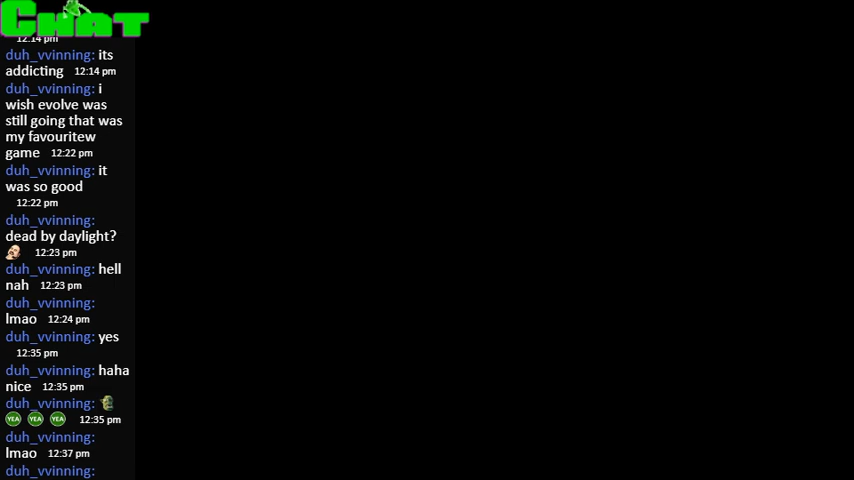 Chat
12:14 pm
duh_vvinning: its
addicting 12:14 pm
duh_vvinning: i
wish evolve was
still going that was
my favouritew
game 12:22 pm
duh_vvinning: it
was so good
12:22 pm
duh_vvinning:
dead by daylight?
12:23 pm
duh_vvinning: hell
nah 12:23 pm
duh_vvinning:
lmao 12:24 pm
duh_vvinning: yes
12:35 pm
duh_vvinning: haha
nice 12:35 pm
duh_vvinning:
YEA YEA YEA 12:35 pm
duh_vvinning:
lmao 12:37 pm
duh_vvinning: